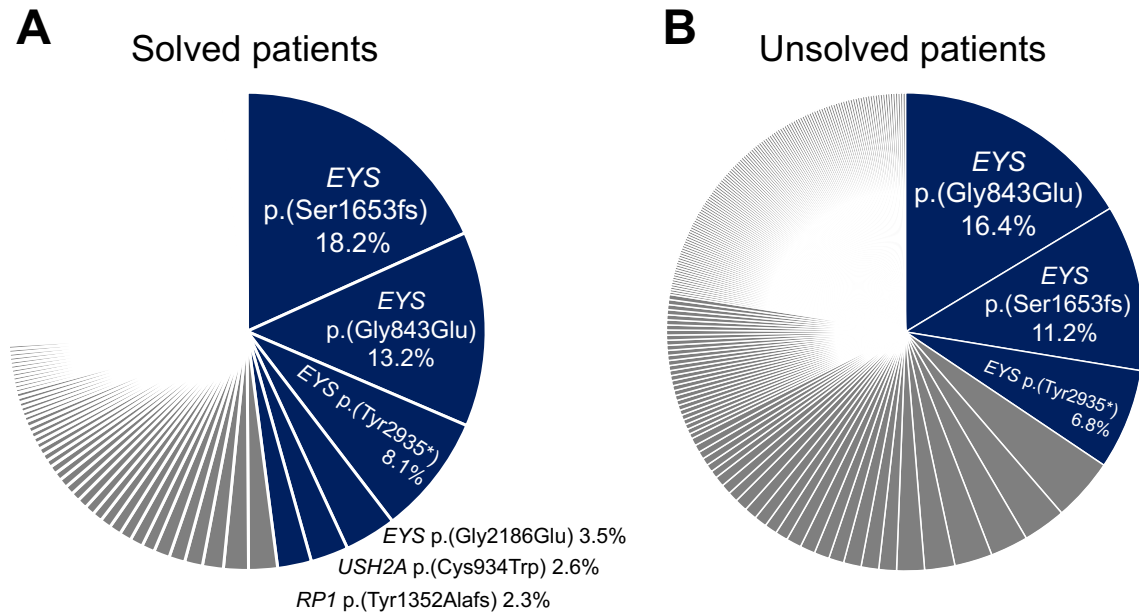 A
Solved patients
EYS
p.(Ser1653fs)
18.2%
EYS
p.(Gly843Glu)
13.2%
EYS p.(Tyr2935*)
8.1%
EYS p.(Gly2186Glu) 3.5%
USH2A p.(Cys934Trp) 2.6%
RP1 p.(Tyr1352Alafs) 2.3%
B
Unsolved patients
EYS
p.(Gly843Glu)
16.4%
EYS
p.(Ser1653fs)
11.2%
EYS p.(Tyr2935*)
6.8%